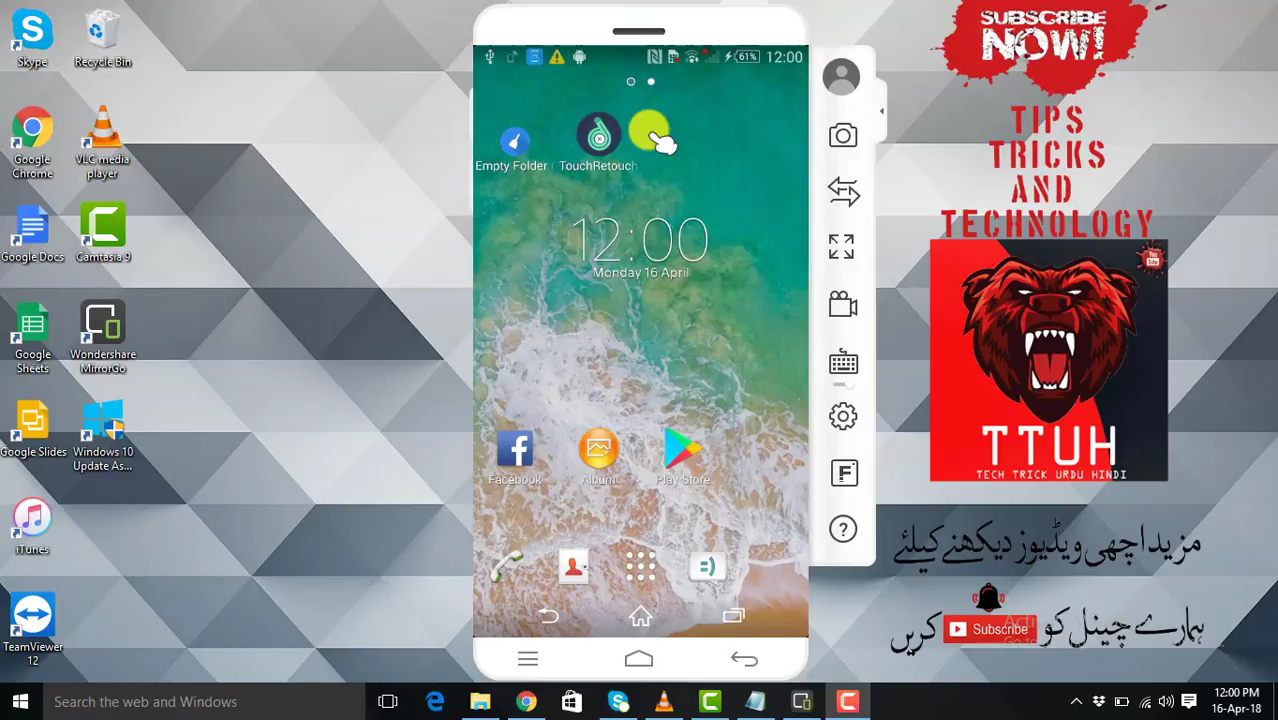 Skype
Recycle Bin
Google
Chrome
VLC media
player
Google Docs
Camtasia 9
Google
Sheets
Wondershare
MirrorGo
Google Slides
Windows 10
Update As...
iTunes
TeamViewer
12
61%
12:00
Empty Folder
TouchRetouch
12:00
Monday 16 April
Facebook
Album
Play Store
F
?
SUBSCRIBE
NOW!
TIPS
TRICKS
AND
TECHNOLOGY
You
Tube
TTUH
TECH TRICK URDU HINDI
مزید اچھی ویڈیوز دیکھنے کیلئے
ہمارے چینل کو Subscribe کریں
Search the web and Windows
12:00 PM
16-Apr-18